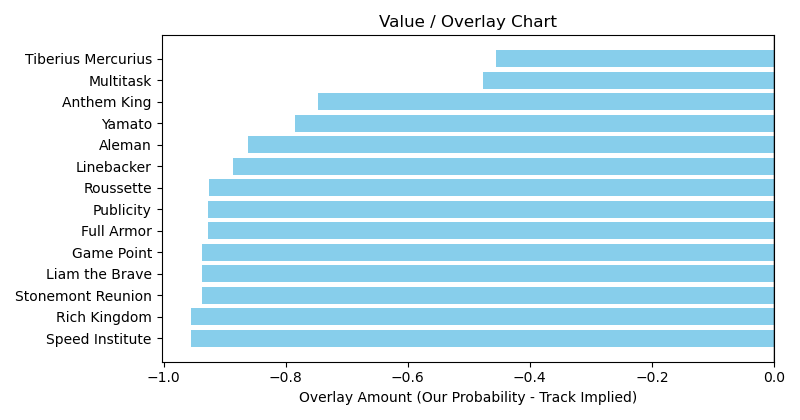 Value / Overlay Chart
Tiberius Mercurius
Multitask
Anthem King
Yamato
Aleman
Linebacker
Roussette
Publicity
Full Armor
Game Point
Liam the Brave
Stonemont Reunion
Rich Kingdom
Speed Institute
−1.0 −0.8 −0.6 −0.4 −0.2 0.0
Overlay Amount (Our Probability - Track Implied)